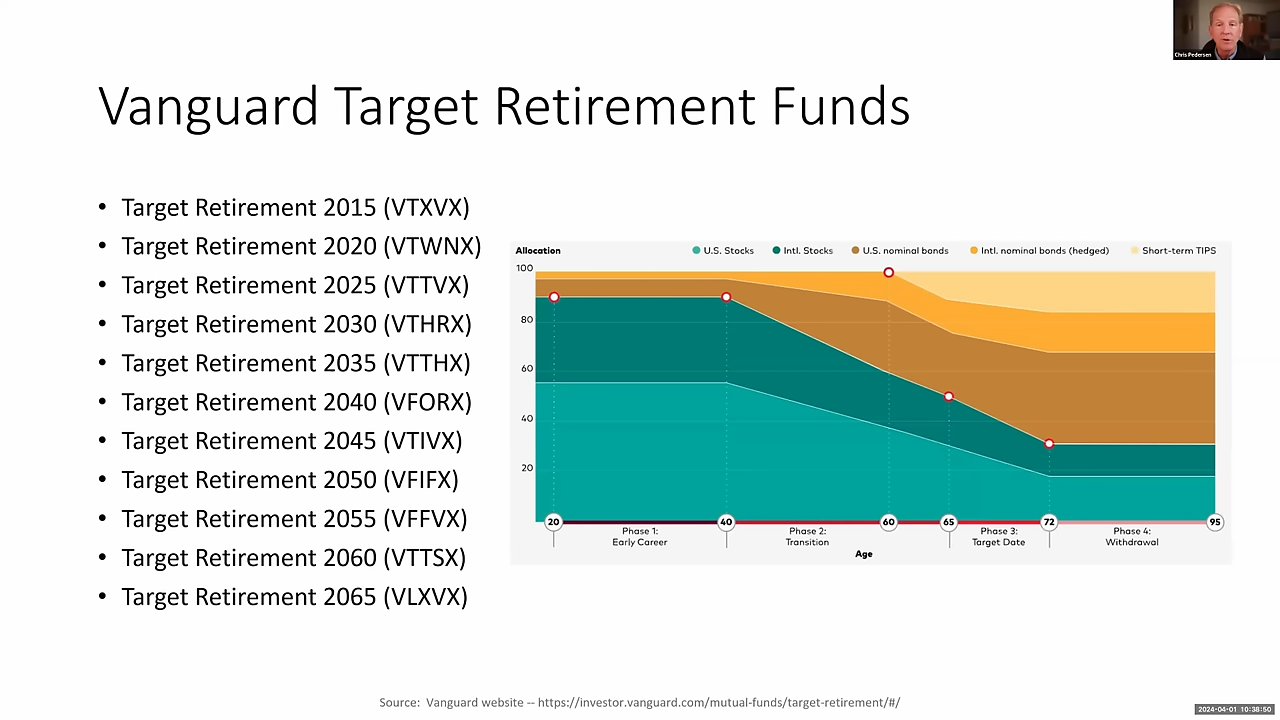 Chris Pedersen
Vanguard Target Retirement Funds
• Target Retirement 2015 (VTXVX)
• Target Retirement 2020 (VTWNX)
• Target Retirement 2025 (VTTVX)
• Target Retirement 2030 (VTHRX)
• Target Retirement 2035 (VTTHX)
• Target Retirement 2040 (VFORX)
• Target Retirement 2045 (VTIVX)
• Target Retirement 2050 (VFIFX)
• Target Retirement 2055 (VFFVX)
• Target Retirement 2060 (VTTSX)
• Target Retirement 2065 (VLXVX)
Allocation
U.S. Stocks Intl. Stocks U.S. nominal bonds Intl. nominal bonds (hedged) Short-term TIPS
100
80
60
40
20
20 40 60 65 72 95
Phase 1: Phase 2: Phase 3: Phase 4:
Early Career Transition Target Date Withdrawal
Age
Source: Vanguard website -- https://investor.vanguard.com/mutual-funds/target-retirement/#/
2024-04-01 10:38:50